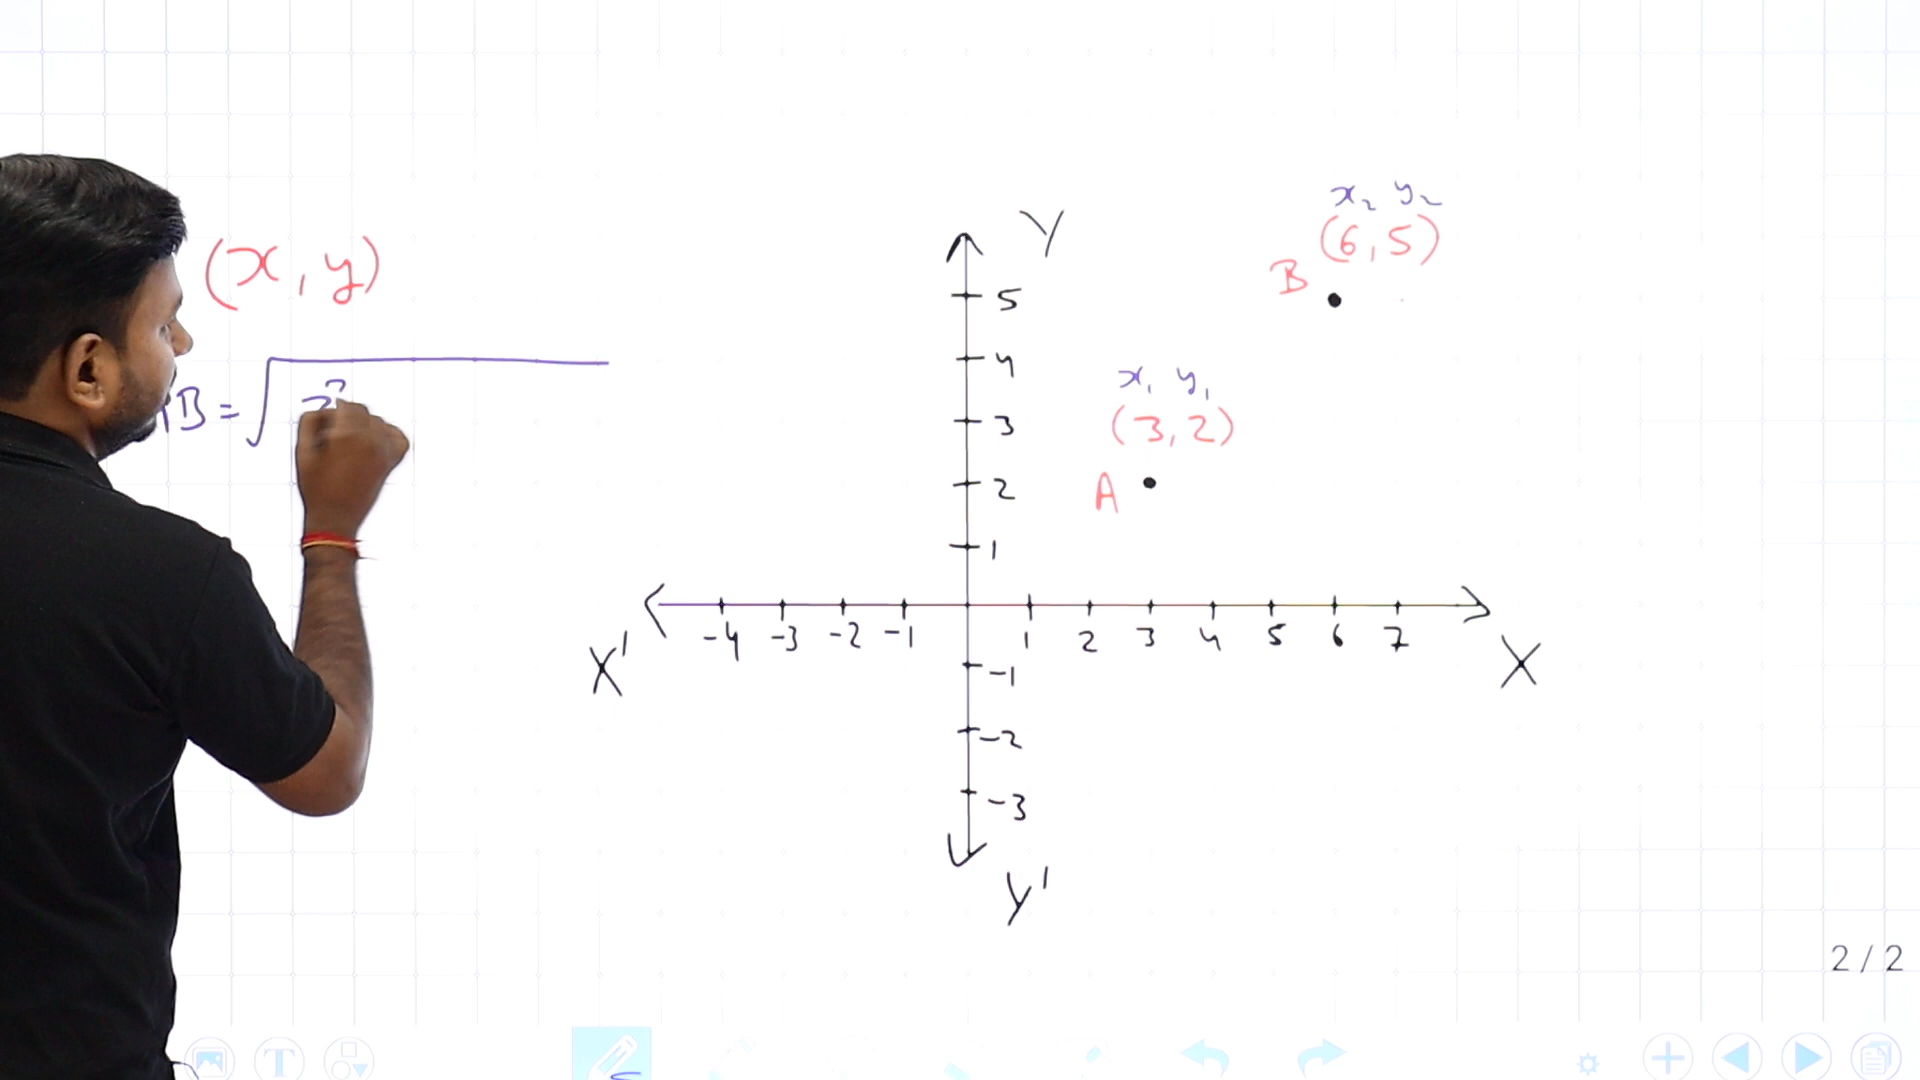 x₂ y₂
(6,5)
B
Y
(x, y)
5
4
x₁ y₁
3
(3,2)
B = √
2
A
1
-4 -3 -2 -1 1 2 3 4 5 6 7
X' X
-1
-2
-3
Y'
2/2
T